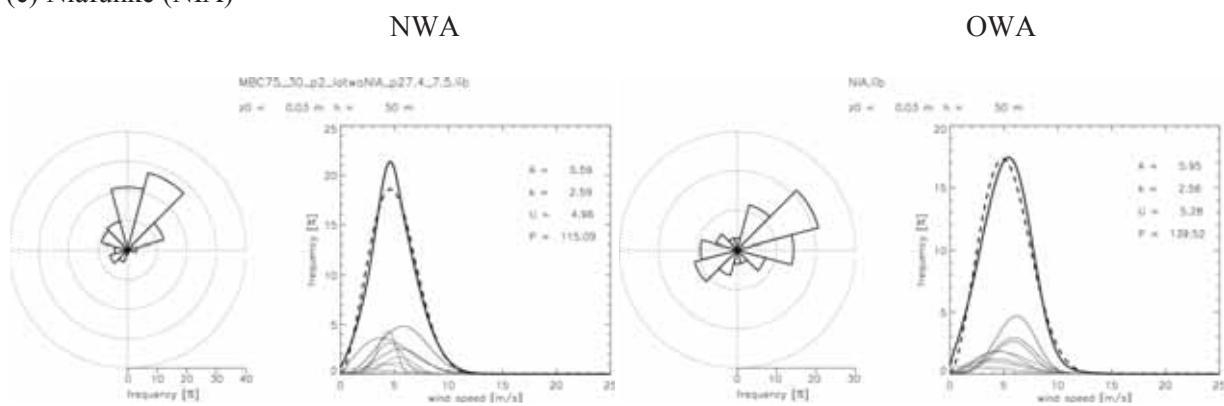 (e) Niafunke (NIA)
NWA OWA
MBC75_30_p2_iotwaNIA_p27.4_7.5.lib
z0 = 0.03 m h = 50 m
25
20
15
10
5
0
frequency [%]
A = 5.59
k = 2.59
U = 4.96
P = 115.09
0 10 20 30 40
frequency [%]
0 5 10 15 20 25
wind speed [m/s]
NIA.lib
z0 = 0.03 m h = 50 m
20
15
10
5
0
frequency [%]
A = 5.95
k = 2.56
U = 5.28
P = 139.52
0 10 20 30
frequency [%]
0 5 10 15 20 25
wind speed [m/s]